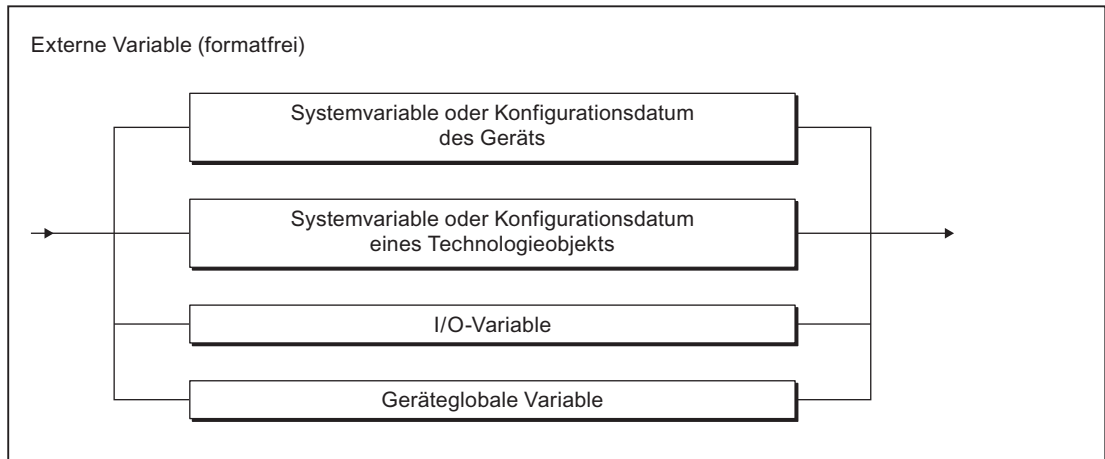 Externe Variable (formatfrei)
Systemvariable oder Konfigurationsdatum
des Geräts
Systemvariable oder Konfigurationsdatum
eines Technologieobjekts
I/O-Variable
Geräteglobale Variable